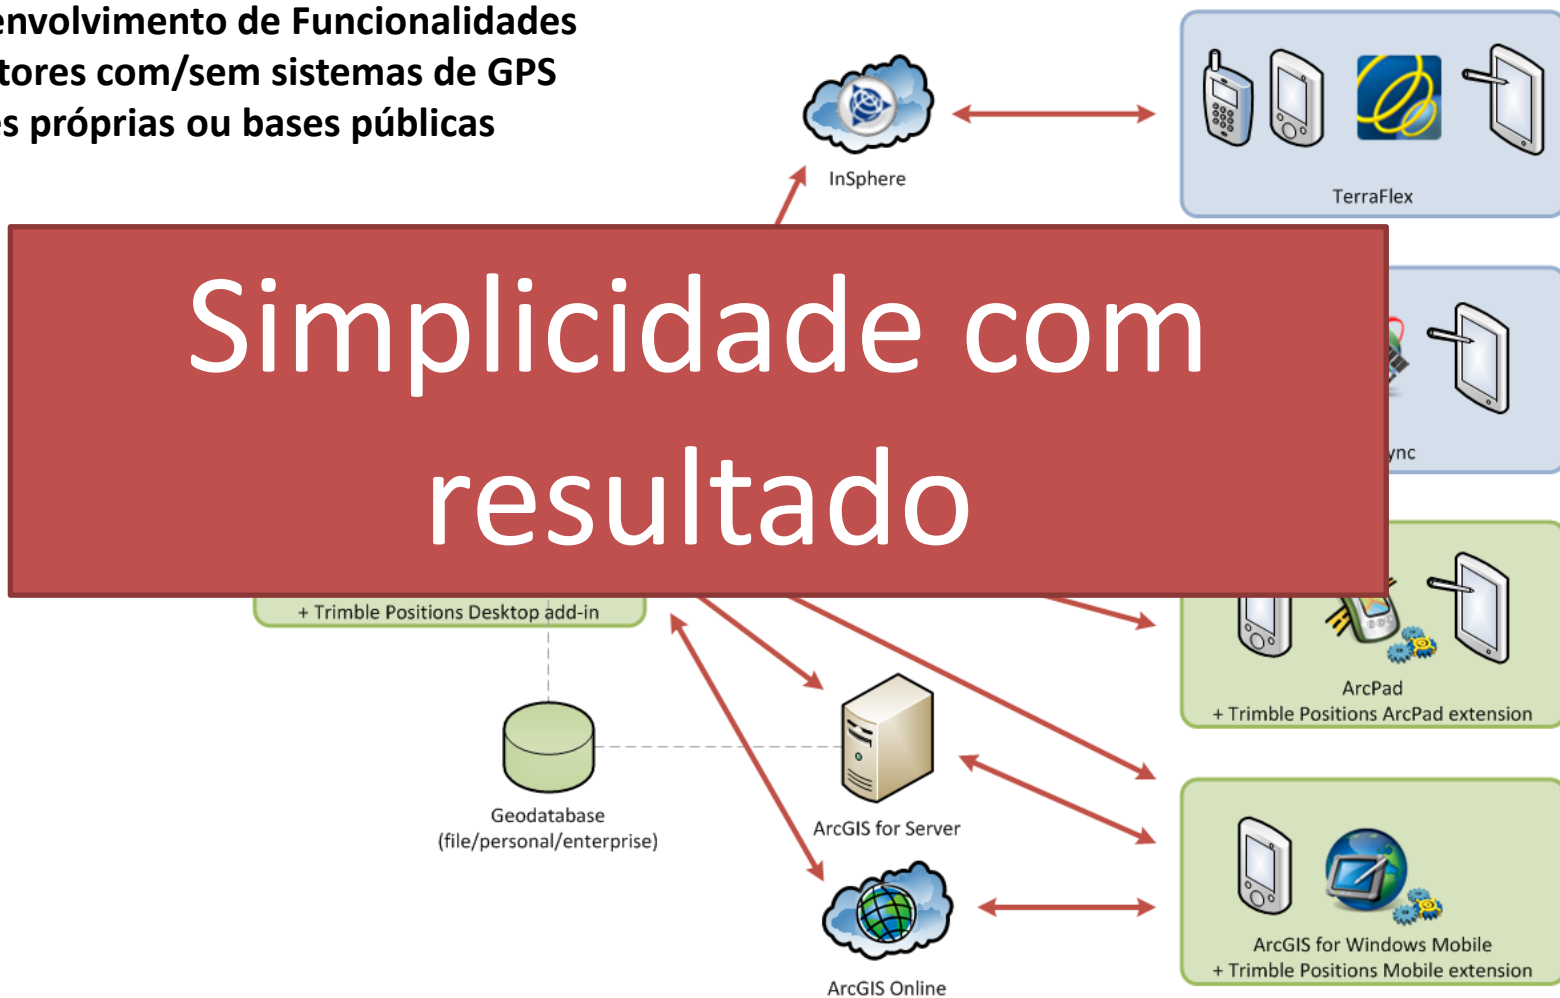 envolvimento de Funcionalidades
tores com/sem sistemas de GPS
es próprias ou bases públicas
InSphere
TerraFlex
Simplicidade com
resultado
ync
+ Trimble Positions Desktop add-in
ArcPad
+ Trimble Positions ArcPad extension
Geodatabase
(file/personal/enterprise)
ArcGIS for Server
ArcGIS for Windows Mobile
+ Trimble Positions Mobile extension
ArcGIS Online